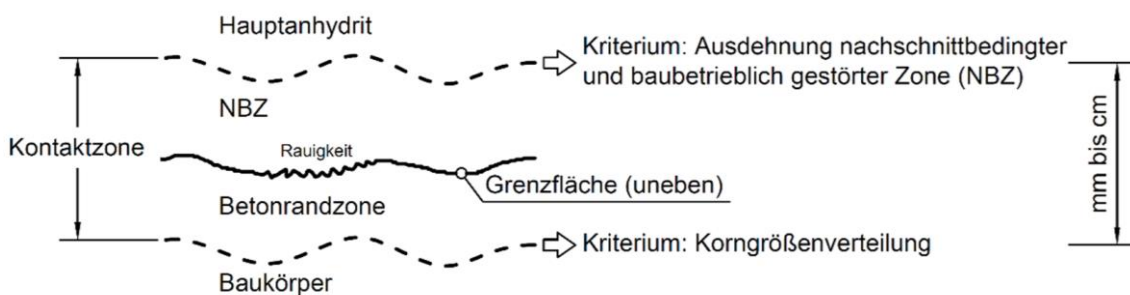 Hauptanhydrit
Kriterium: Ausdehnung nachschnittbedingter
und baubetrieblich gestörter Zone (NBZ)
NBZ
Kontaktzone
Rauigkeit
Grenzfläche (uneben)
mm bis cm
Betonrandzone
Kriterium: Korngrößenverteilung
Baukörper